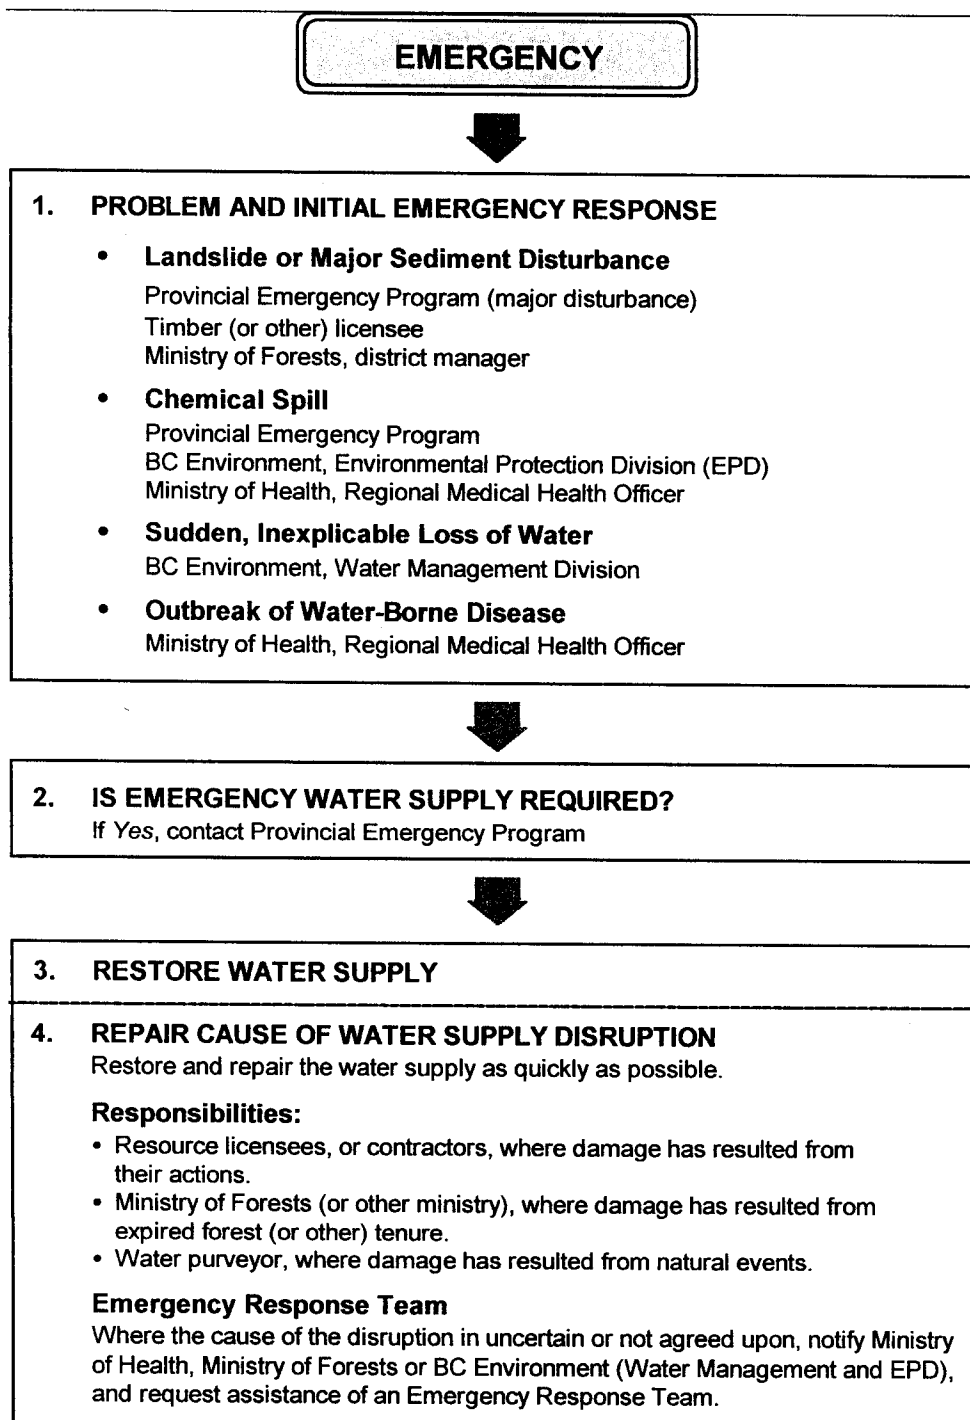 EMERGENCY
1. PROBLEM AND INITIAL EMERGENCY RESPONSE
• Landslide or Major Sediment Disturbance
Provincial Emergency Program (major disturbance)
Timber (or other) licensee
Ministry of Forests, district manager
• Chemical Spill
Provincial Emergency Program
BC Environment, Environmental Protection Division (EPD)
Ministry of Health, Regional Medical Health Officer
• Sudden, Inexplicable Loss of Water
BC Environment, Water Management Division
• Outbreak of Water-Borne Disease
Ministry of Health, Regional Medical Health Officer
2. IS EMERGENCY WATER SUPPLY REQUIRED?
If Yes, contact Provincial Emergency Program
3. RESTORE WATER SUPPLY
4. REPAIR CAUSE OF WATER SUPPLY DISRUPTION
Restore and repair the water supply as quickly as possible.
Responsibilities:
• Resource licensees, or contractors, where damage has resulted from
their actions.
• Ministry of Forests (or other ministry), where damage has resulted from
expired forest (or other) tenure.
• Water purveyor, where damage has resulted from natural events.
Emergency Response Team
Where the cause of the disruption in uncertain or not agreed upon, notify Ministry
of Health, Ministry of Forests or BC Environment (Water Management and EPD),
and request assistance of an Emergency Response Team.